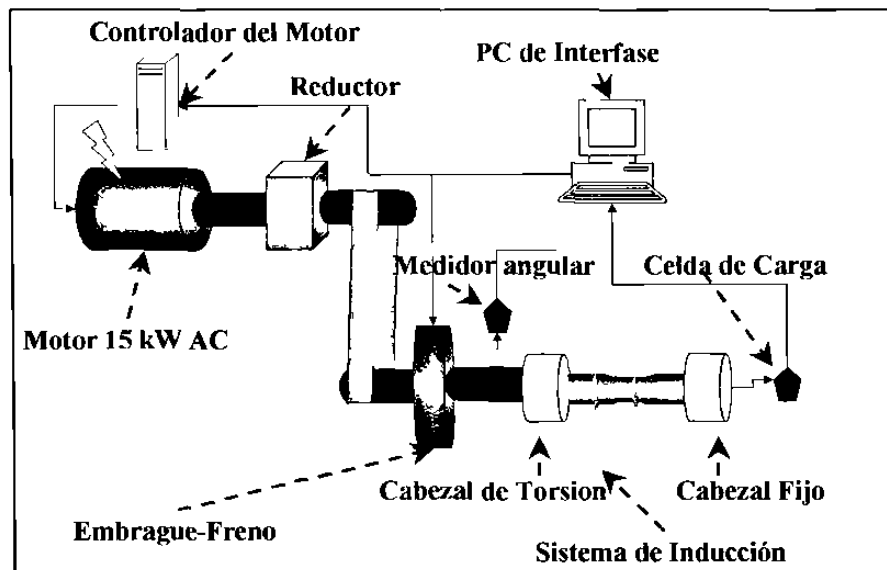 Controlador del Motor
PC de Interfase
Reductor
Medidor angular
Celda de Carga
Motor 15 kW AC
Cabezal de Torsion
Cabezal Fijo
Embrague-Freno
Sistema de Inducción